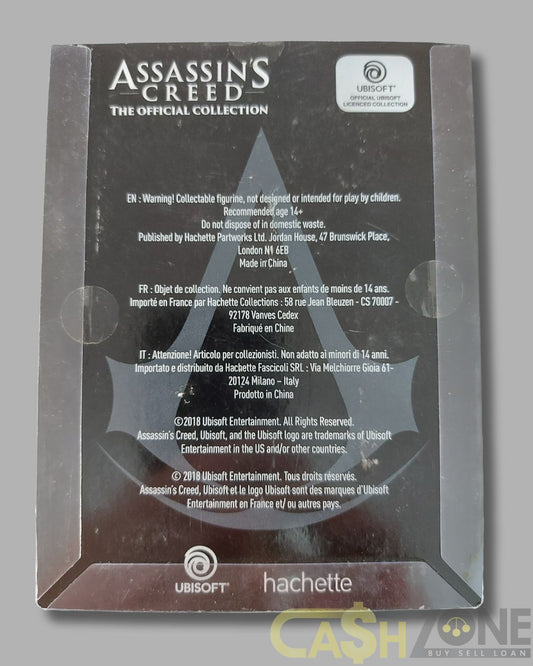 ASSASSIN'S
CREED
THE OFFICIAL COLLECTION
UBISOFT
OFFICIAL UBISOFT
LICENCED COLLECTION
EN : Warning! Collectable figurine, not designed or intended for play by children.
Recommended age 14+
Do not dispose of in domestic waste.
Published by Hachette Partworks Ltd. Jordan House, 47 Brunswick Place,
London N1 6EB
Made in China
FR : Objet de collection. Ne convient pas aux enfants de moins de 14 ans.
Importé en France par Hachette Collections : 58 rue Jean Bleuzen - CS 70007 -
92178 Vanves Cedex
Fabriqué en Chine
IT : Attenzione! Articolo per collezionisti. Non adatto ai minori di 14 anni.
Importato e distribuito da Hachette Fascicoli SRL : Via Melchiorre Gioia 61-
20124 Milano - Italy
Prodotto in China
©2018 Ubisoft Entertainment. All Rights Reserved.
Assassin's Creed, Ubisoft, and the Ubisoft logo are trademarks of Ubisoft
Entertainment in the US and/or other countries.
© 2018 Ubisoft Entertainment. Tous droits réservés.
Assassin's Creed, Ubisoft et le logo Ubisoft sont des marques d'Ubisoft
Entertainment en France et/ ou autres pays.
UBISOFT hachette
CA$HZONE
BUY SELL LOAN